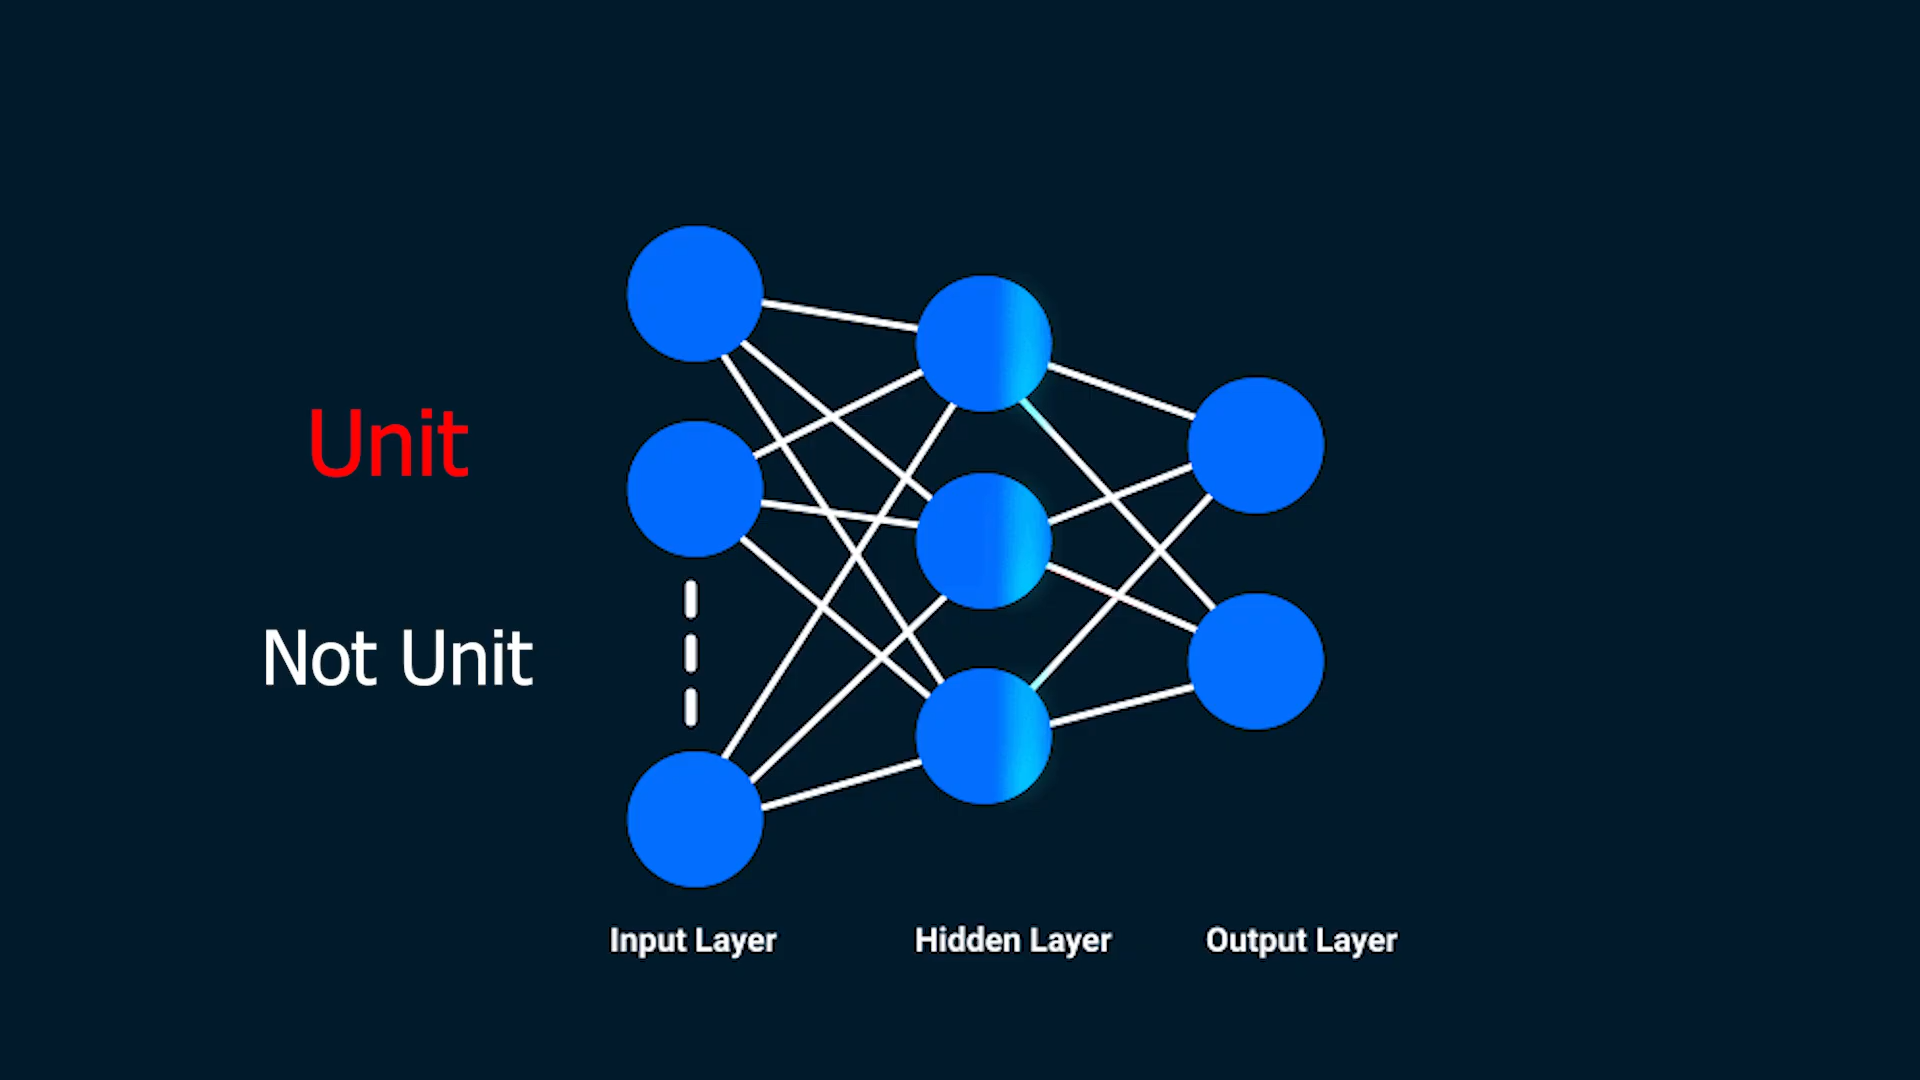 Unit
Not Unit
Input Layer
Hidden Layer
Output Layer